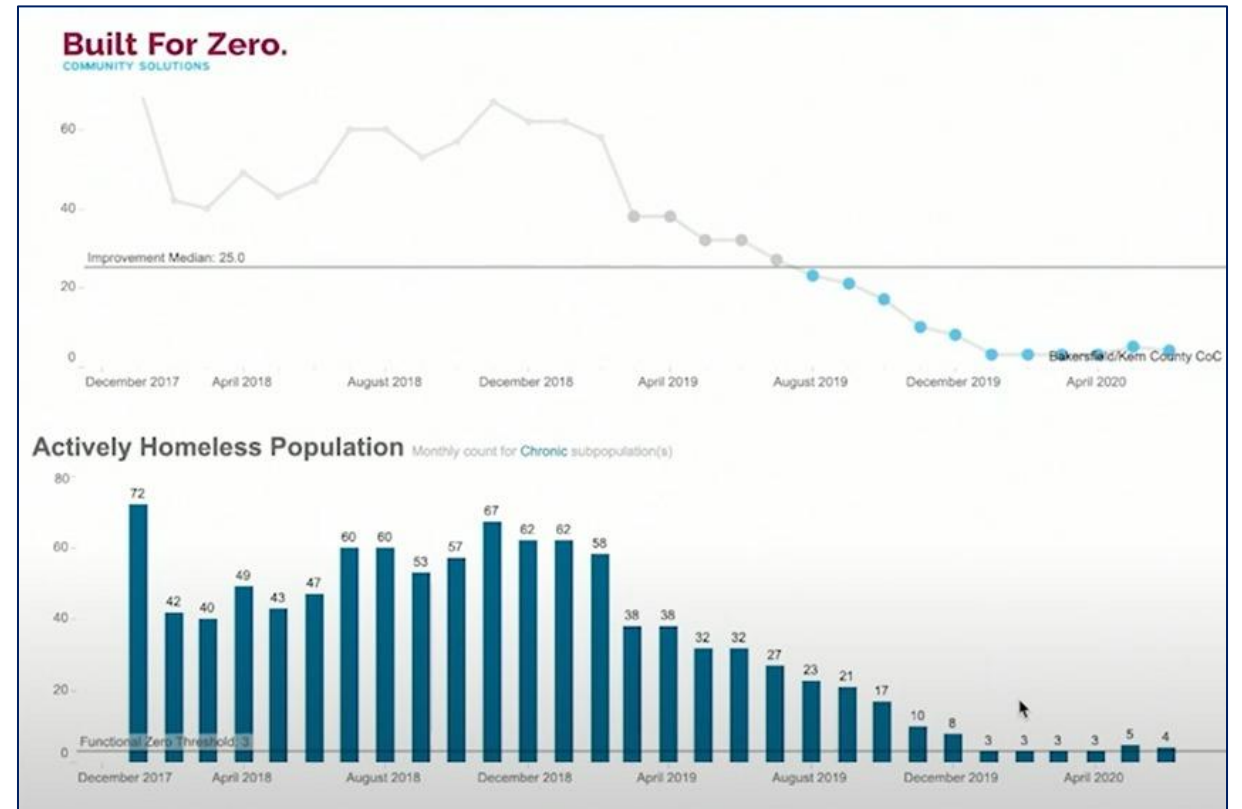 Built For Zero.
COMMUNITY SOLUTIONS
60
40
Improvement Median: 25.0
20
0
Bakersfield/Kern County CoC
December 2017 April 2018 August 2018 December 2018 April 2019 August 2019 December 2019 April 2020
Actively Homeless Population Monthly count for Chronic subpopulation(s)
80
72
67
62 62
60 60 60 58
57
53
49
47
43
42
40 40
38 38
32 32
27
23
21
20
17
10
8
5
4
3 3 3 3
Functional Zero Threshold: 3
0
December 2017 April 2018 August 2018 December 2018 April 2019 August 2019 December 2019 April 2020